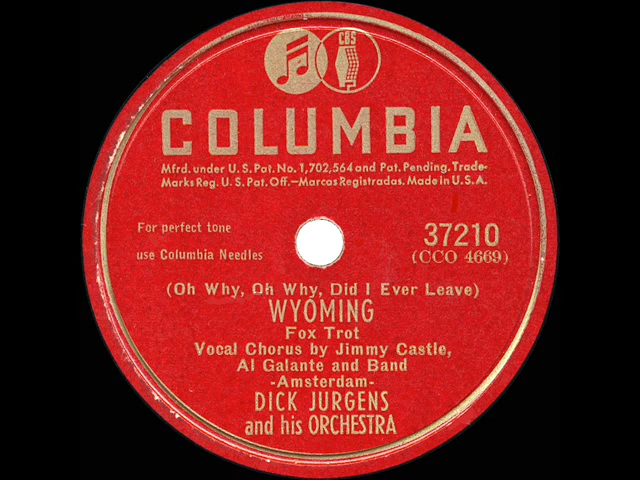 CBS
COLUMBIA
Mfrd. under U.S. Pat. No. 1,702,564 and Pat. Pending. Trade-
Marks Reg. U.S. Pat. Off.—Marcas Registradas. Made in U.S.A.
For perfect tone
use Columbia Needles
37210
(CCO 4669)
(Oh Why, Oh Why, Did I Ever Leave)
WYOMING
Fox Trot
Vocal Chorus by Jimmy Castle,
Al Galante and Band
-Amsterdam-
DICK JURGENS
and his ORCHESTRA